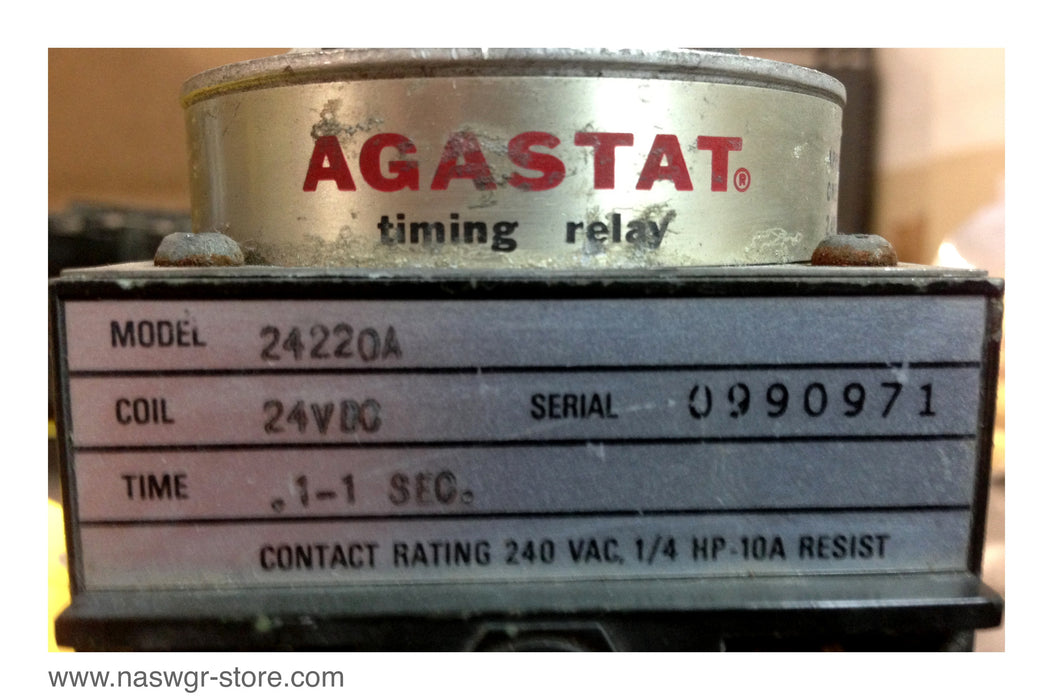 AGASTAT®
timing relay
MODEL 24220A
COIL 24VDC SERIAL 0990971
TIME .1-1 SEC.
CONTACT RATING 240 VAC, 1/4 HP-10A RESIST
www.naswgr-store.com